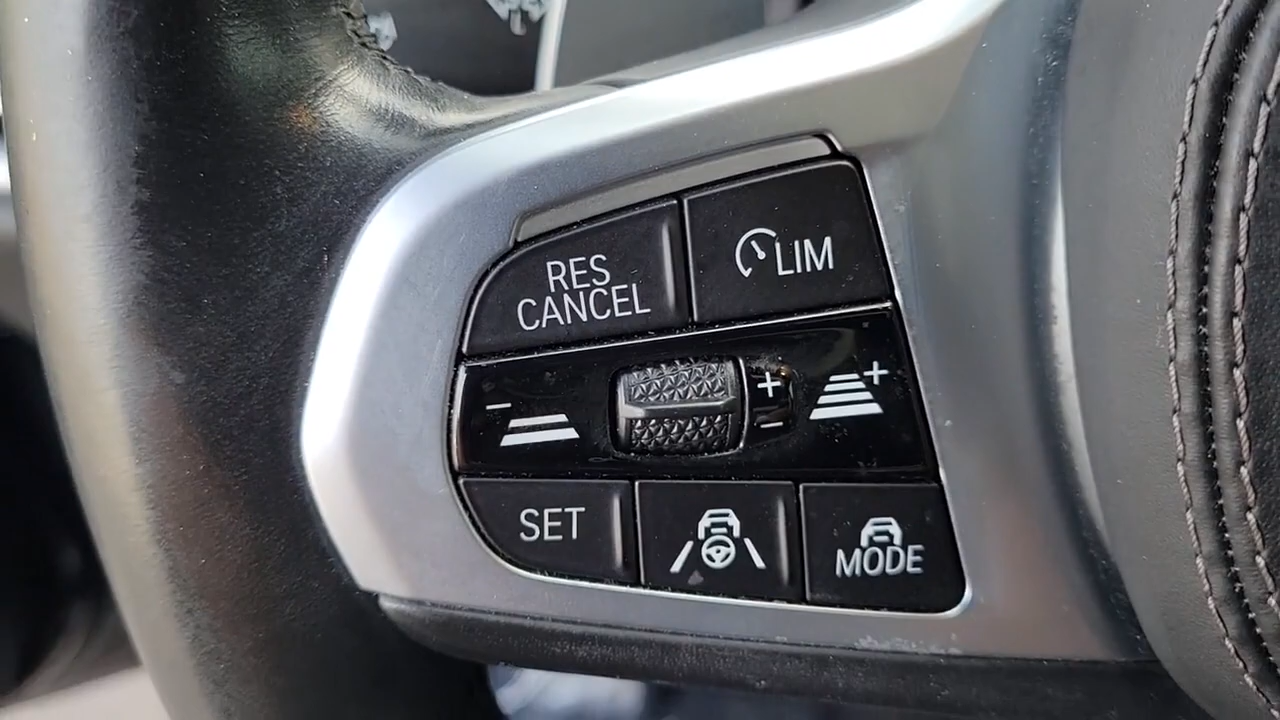 RES
CANCEL
LIM
+
-
+
-
SET
MODE